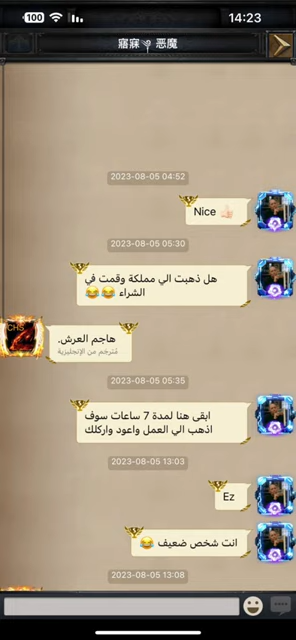 100 14:23
寤寐༒恶魔
2023-08-05 04:52
Nice 👍🏻
2023-08-05 05:30
هل ذهبت الي مملكة وقمت في
الشراء 😂😂
CHS
هاجم العرش.
مُترجَم من الإنجليزية
2023-08-05 05:35
ابقى هنا لمدة 7 ساعات سوف
اذهب الي العمل واعود واركلك
2023-08-05 13:03
Ez
انت شخص ضعيف 😂
2023-08-05 13:08